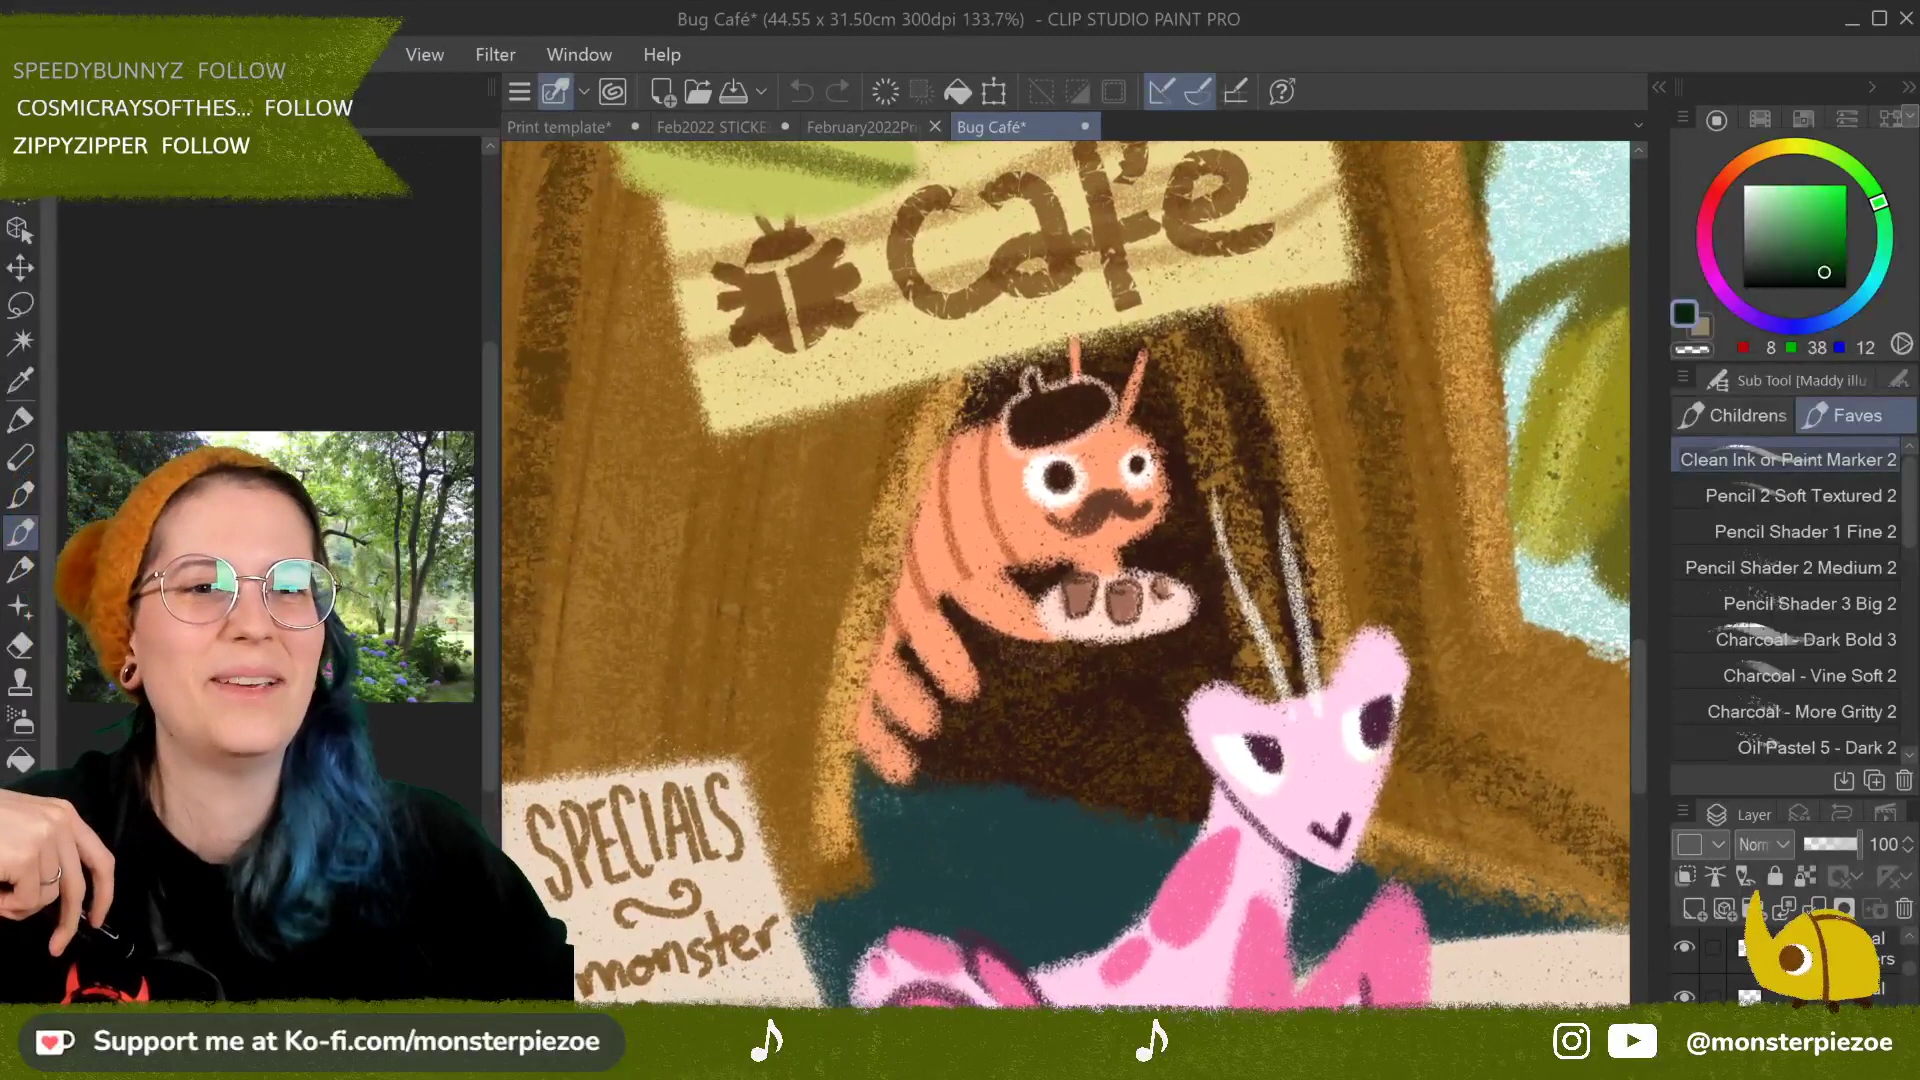 Bug Café* (44.55 x 31.50cm 300dpi 133.7%) - CLIP STUDIO PAINT PRO
View Filter Window Help
SPEEDYBUNNYZ FOLLOW
COSMICRAYSOFTHES... FOLLOW
ZIPPYZIPPER FOLLOW
Print template* Feb2022 STICKE February2022Pri Bug Café*
café
8 38 12
Sub Tool [Maddy illu
Childrens Faves
Clean Ink or Paint Marker 2
Pencil 2 Soft Textured 2
Pencil Shader 1 Fine 2
Pencil Shader 2 Medium 2
Pencil Shader 3 Big 2
Charcoal - Dark Bold 3
Charcoal - Vine Soft 2
Charcoal - More Gritty 2
Oil Pastel 5 - Dark 2
Layer
Norr 100
SPECIALS
monster
Support me at Ko-fi.com/monsterpiezoe
@monsterpiezoe